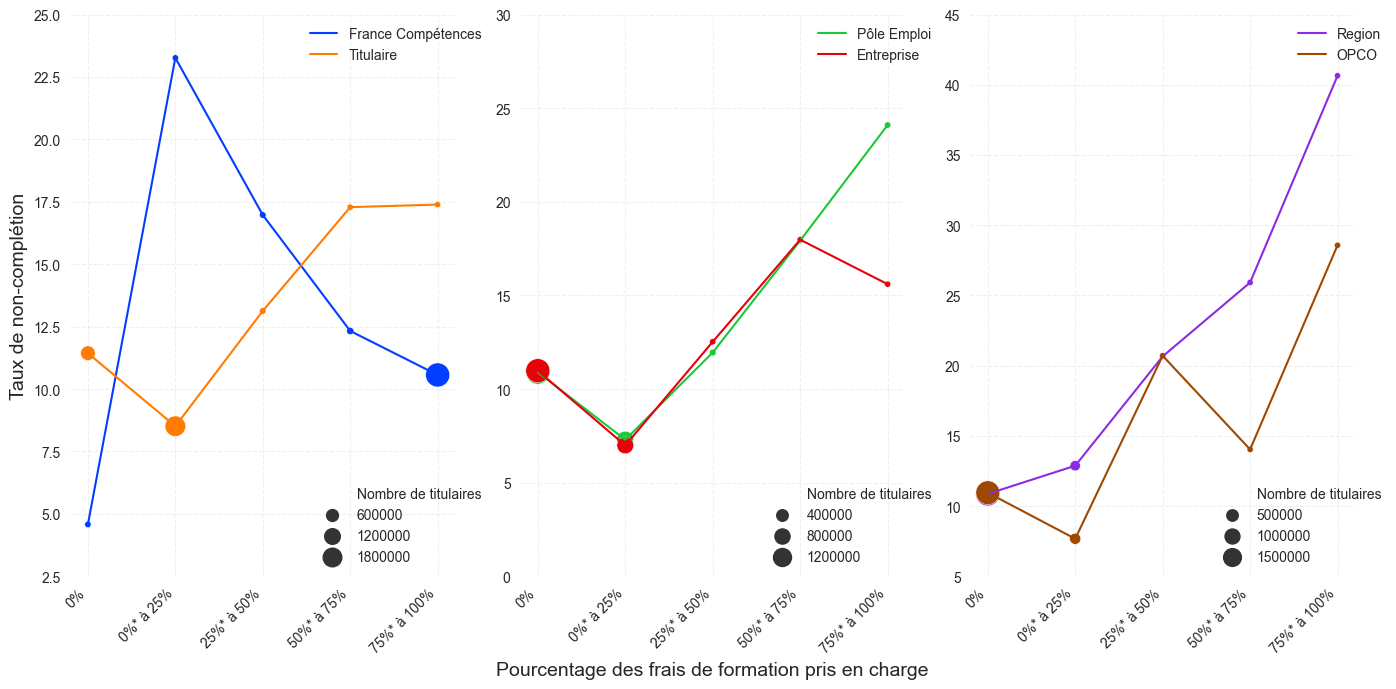 Taux de non-complétion
25.0
22.5
20.0
17.5
15.0
12.5
10.0
7.5
5.0
2.5
France Compétences
Titulaire
Nombre de titulaires
600000
1200000
1800000
0%
0%* à 25%
25%* à 50%
50%* à 75%
75%* à 100%
30
25
20
15
10
5
0
Pôle Emploi
Entreprise
Nombre de titulaires
400000
800000
1200000
0%
0%* à 25%
25%* à 50%
50%* à 75%
75%* à 100%
45
40
35
30
25
20
15
10
5
Region
OPCO
Nombre de titulaires
500000
1000000
1500000
0%
0%* à 25%
25%* à 50%
50%* à 75%
75%* à 100%
Pourcentage des frais de formation pris en charge